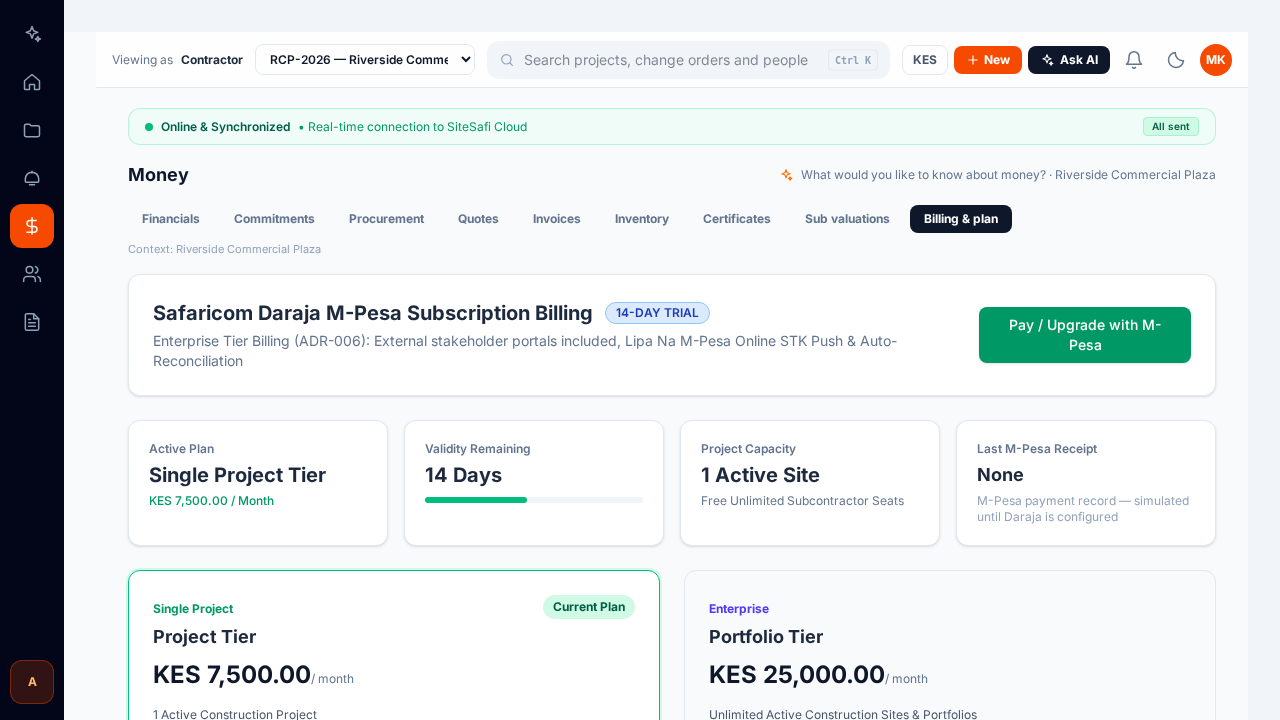 Viewing as Contractor RCP-2026 — Riverside Comme Search projects, change orders and people Ctrl K KES + New Ask AI MK
Online & Synchronized • Real-time connection to SiteSafi Cloud All sent
Money What would you like to know about money? · Riverside Commercial Plaza
Financials Commitments Procurement Quotes Invoices Inventory Certificates Sub valuations Billing & plan
Context: Riverside Commercial Plaza
Safaricom Daraja M-Pesa Subscription Billing 14-DAY TRIAL
Enterprise Tier Billing (ADR-006): External stakeholder portals included, Lipa Na M-Pesa Online STK Push & Auto-
Reconciliation
Pay / Upgrade with M-
Pesa
Active Plan
Single Project Tier
KES 7,500.00 / Month
Validity Remaining
14 Days
Project Capacity
1 Active Site
Free Unlimited Subcontractor Seats
Last M-Pesa Receipt
None
M-Pesa payment record — simulated
until Daraja is configured
Single Project Current Plan
Project Tier
KES 7,500.00/ month
1 Active Construction Project
Enterprise
Portfolio Tier
KES 25,000.00/ month
Unlimited Active Construction Sites & Portfolios
A